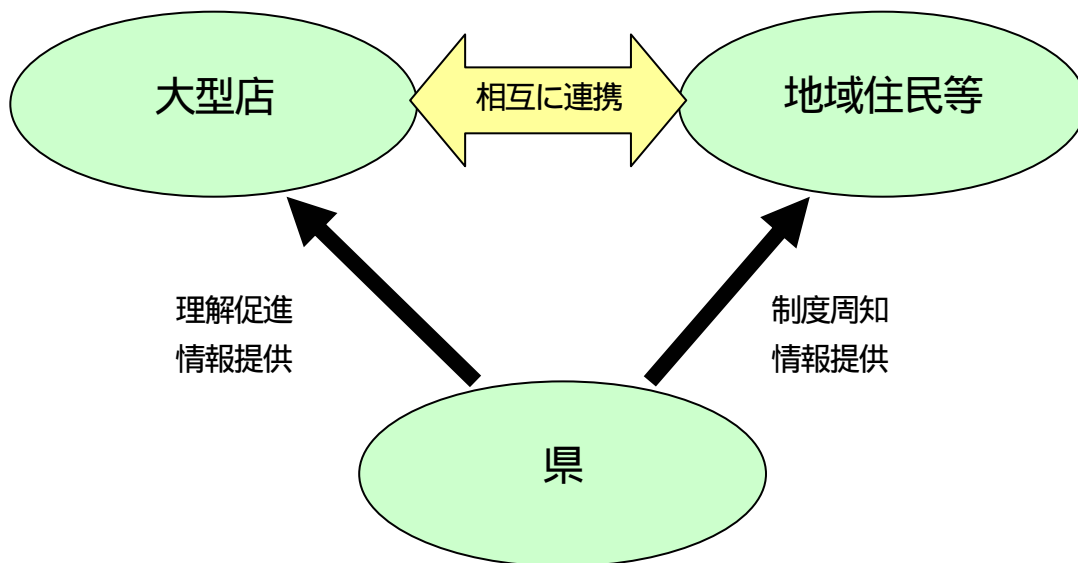 大型店
相互に連携
地域住民等
理解促進
情報提供
制度周知
情報提供
県